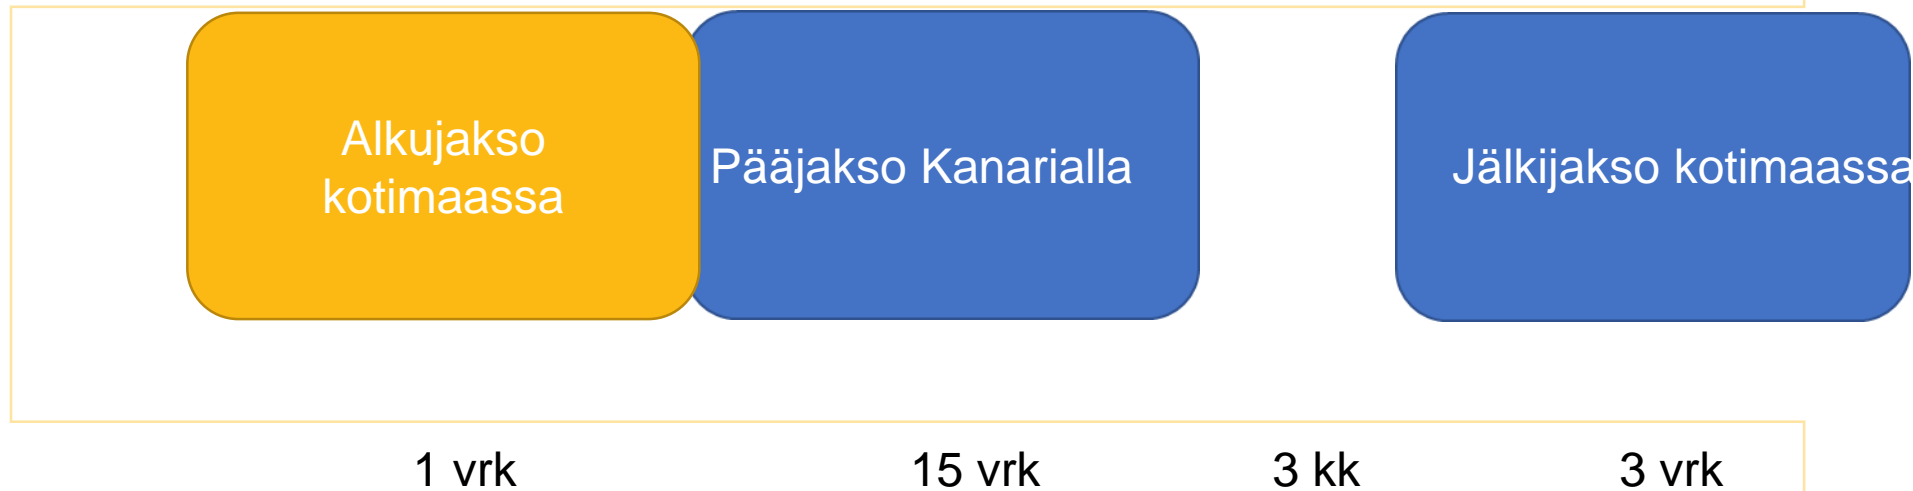 Alkujakso
kotimaassa
Pääjakso Kanarialla
Jälkijakso kotimaassa
1 vrk
15 vrk
3 kk
3 vrk